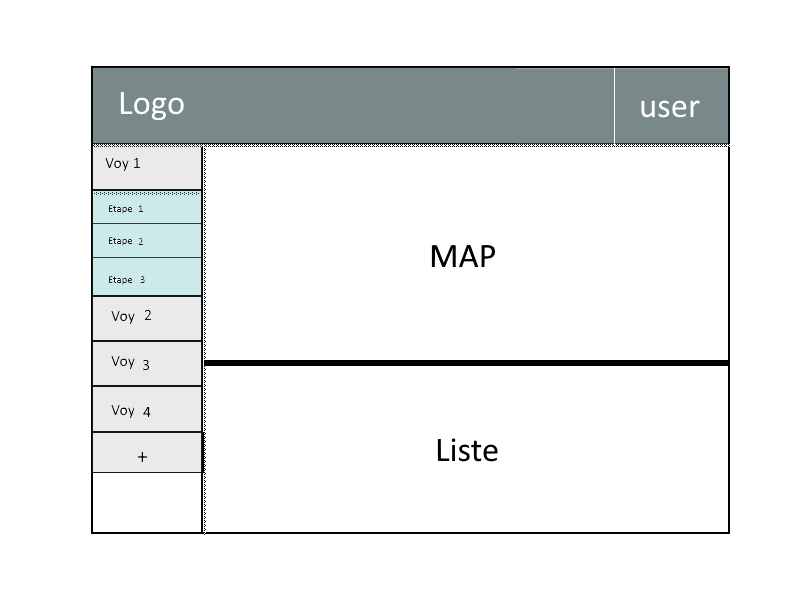 Logo
user
Voy 1
Etape 1
Etape 2
Etape 3
Voy 2
Voy 3
Voy 4
+
MAP
Liste